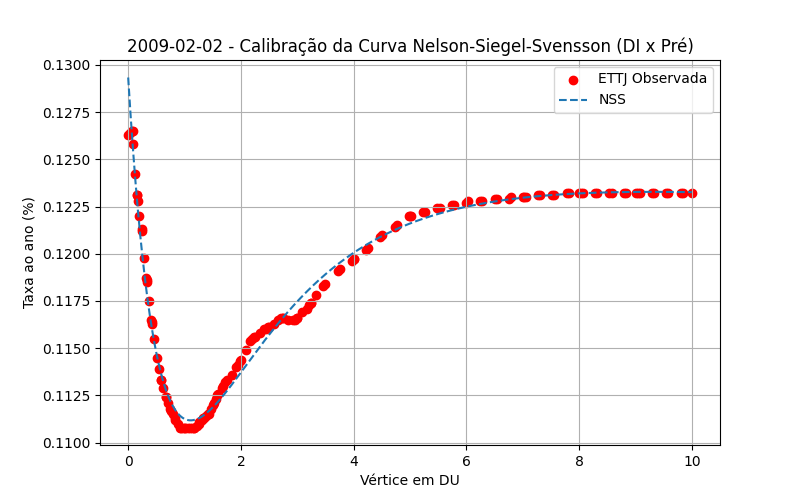 2009-02-02 - Calibração da Curva Nelson-Siegel-Svensson (DI x Pré)
ETTJ Observada
NSS
Taxa ao ano (%)
0.1300
0.1275
0.1250
0.1225
0.1200
0.1175
0.1150
0.1125
0.1100
0 2 4 6 8 10
Vértice em DU